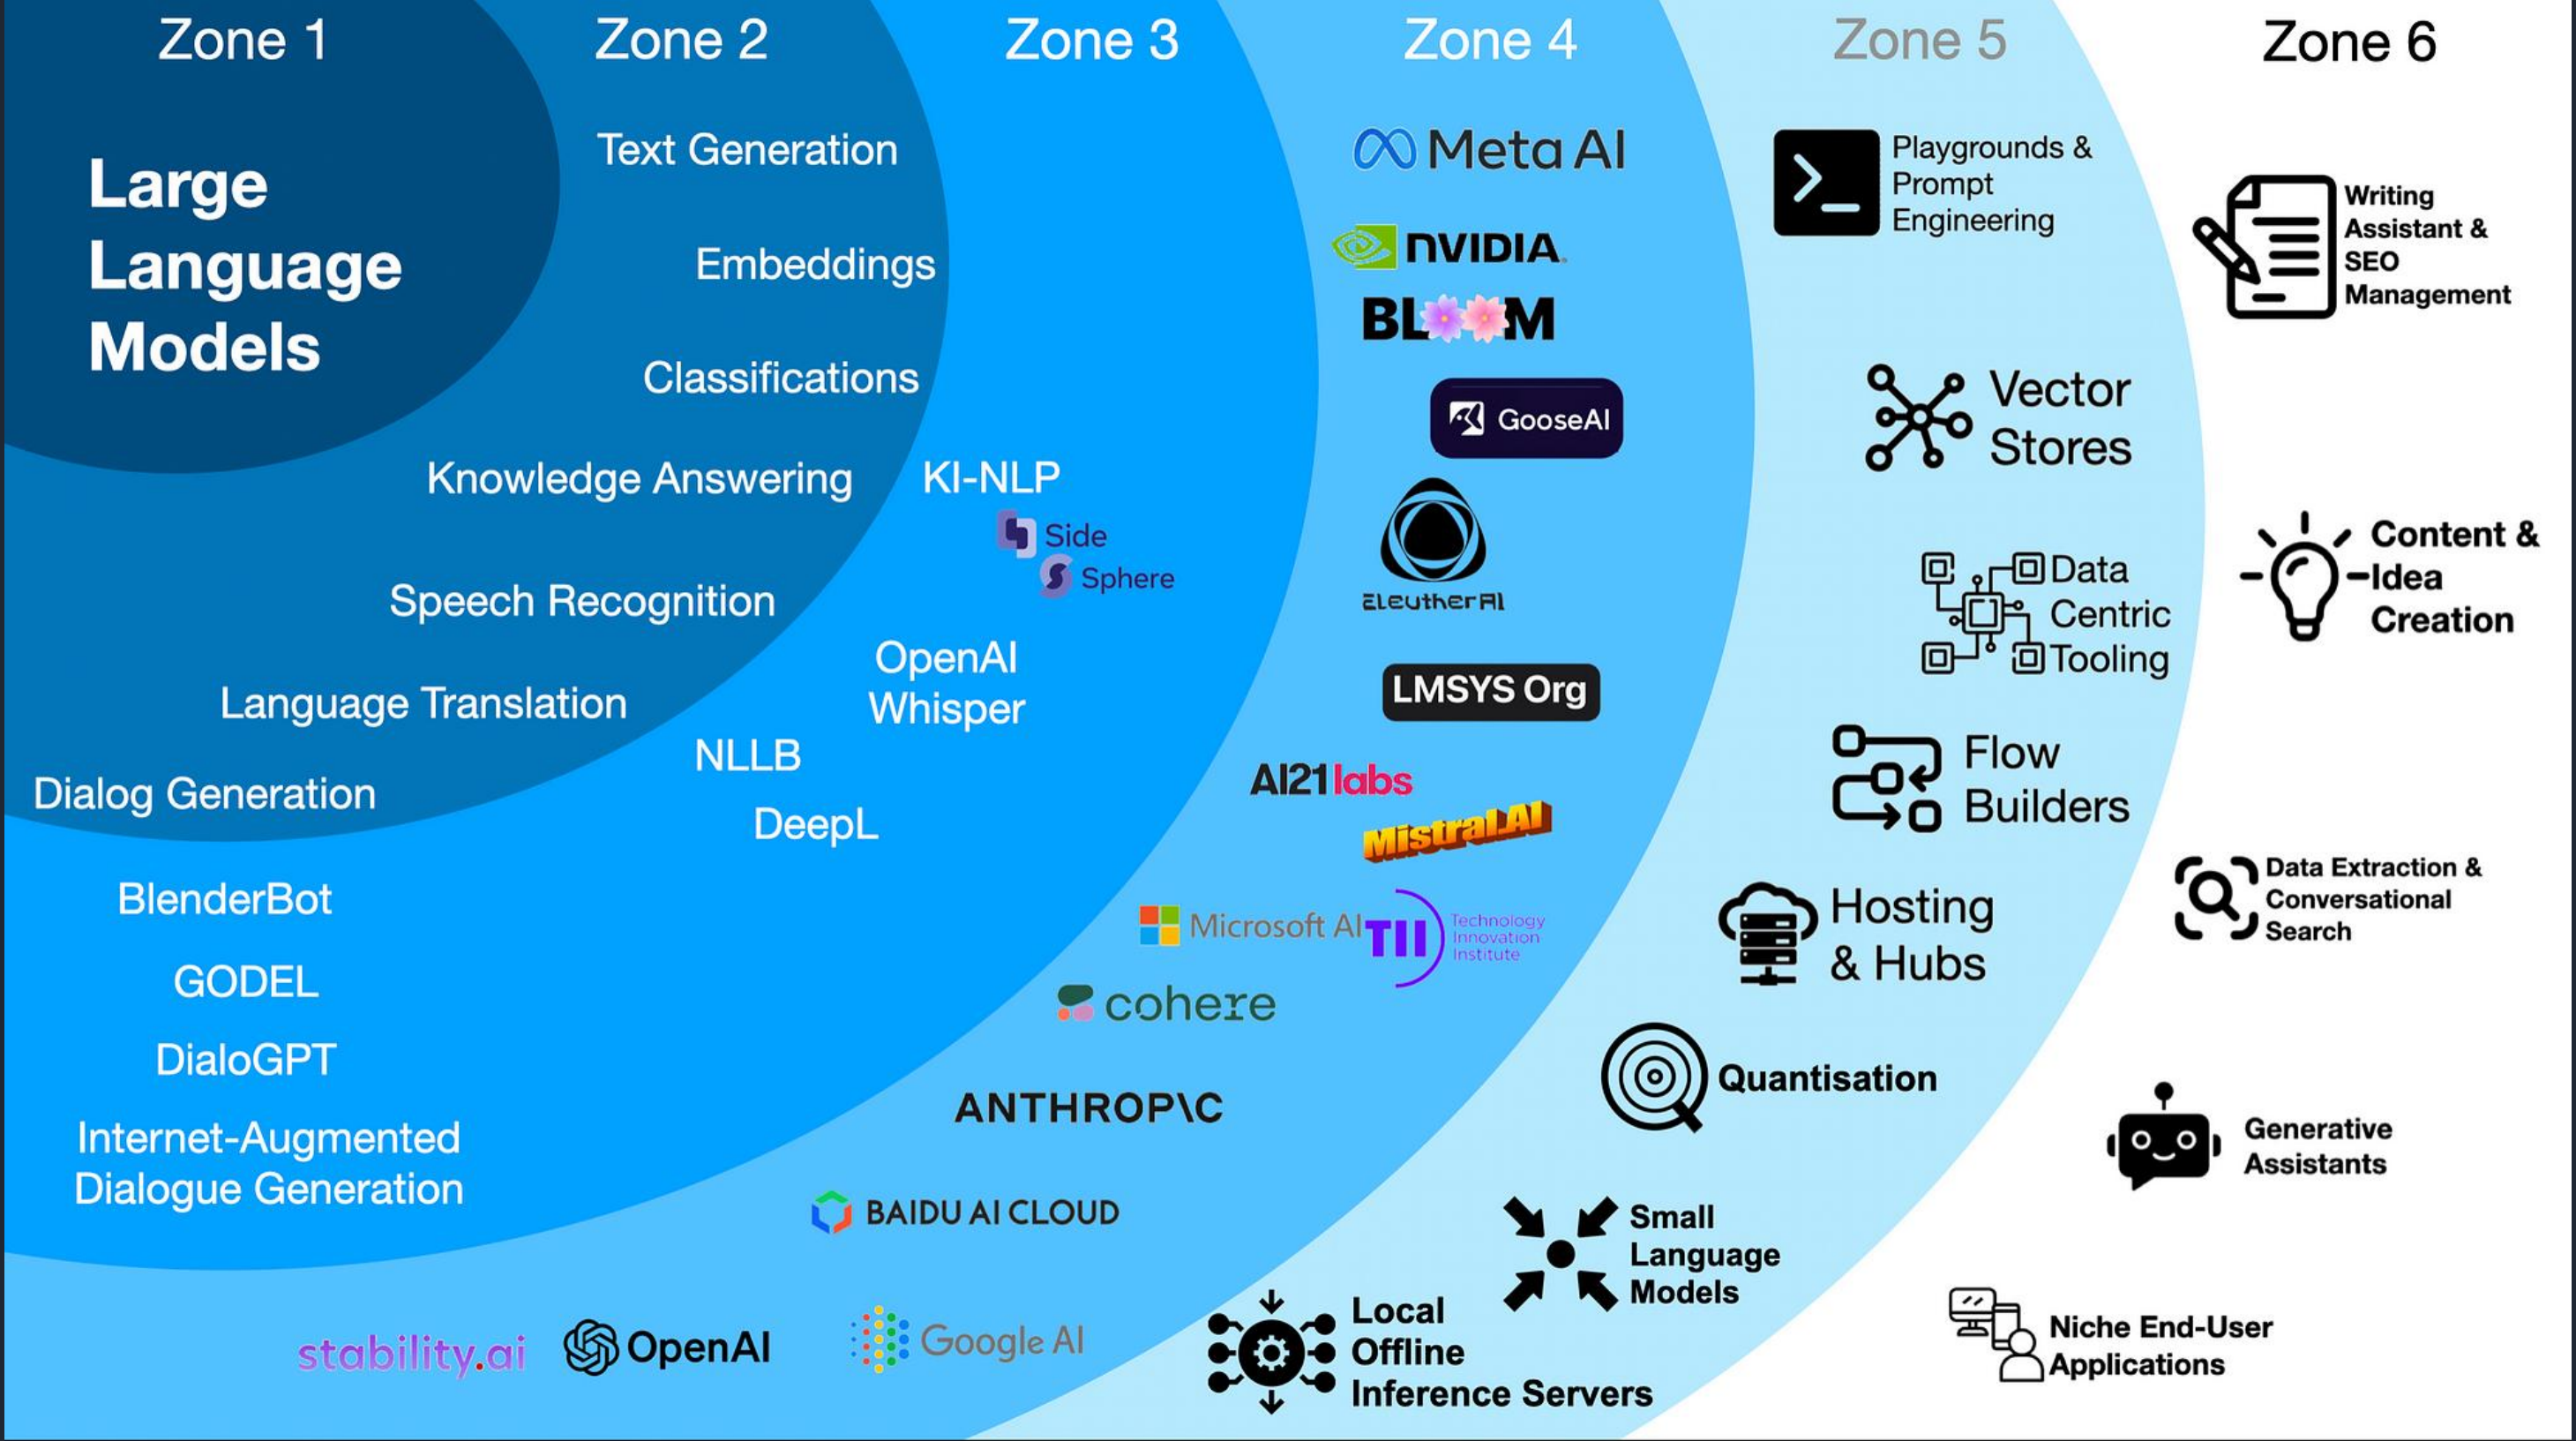 Zone 1
Zone 2
Zone 3
Zone 4
Zone 5
Zone 6
Large
Language
Models
Text Generation
Embeddings
Classifications
Knowledge Answering
Speech Recognition
Language Translation
Dialog Generation
KI-NLP
Side
Sphere
OpenAI
Whisper
NLLB
DeepL
BlenderBot
GODEL
DialoGPT
Internet-Augmented
Dialogue Generation
Meta AI
NVIDIA.
BLOOM
GooseAI
EleutherAI
LMSYS Org
AI21labs
Mistral.AI
Microsoft AI
TII
Technology
Innovation
Institute
cohere
ANTHROP\C
BAIDU AI CLOUD
Google AI
OpenAI
stability.ai
Playgrounds &
Prompt
Engineering
Vector
Stores
Data
Centric
Tooling
Flow
Builders
Hosting
& Hubs
Quantisation
Small
Language
Models
Local
Offline
Inference Servers
Writing
Assistant &
SEO
Management
Content &
Idea
Creation
Data Extraction &
Conversational
Search
Generative
Assistants
Niche End-User
Applications